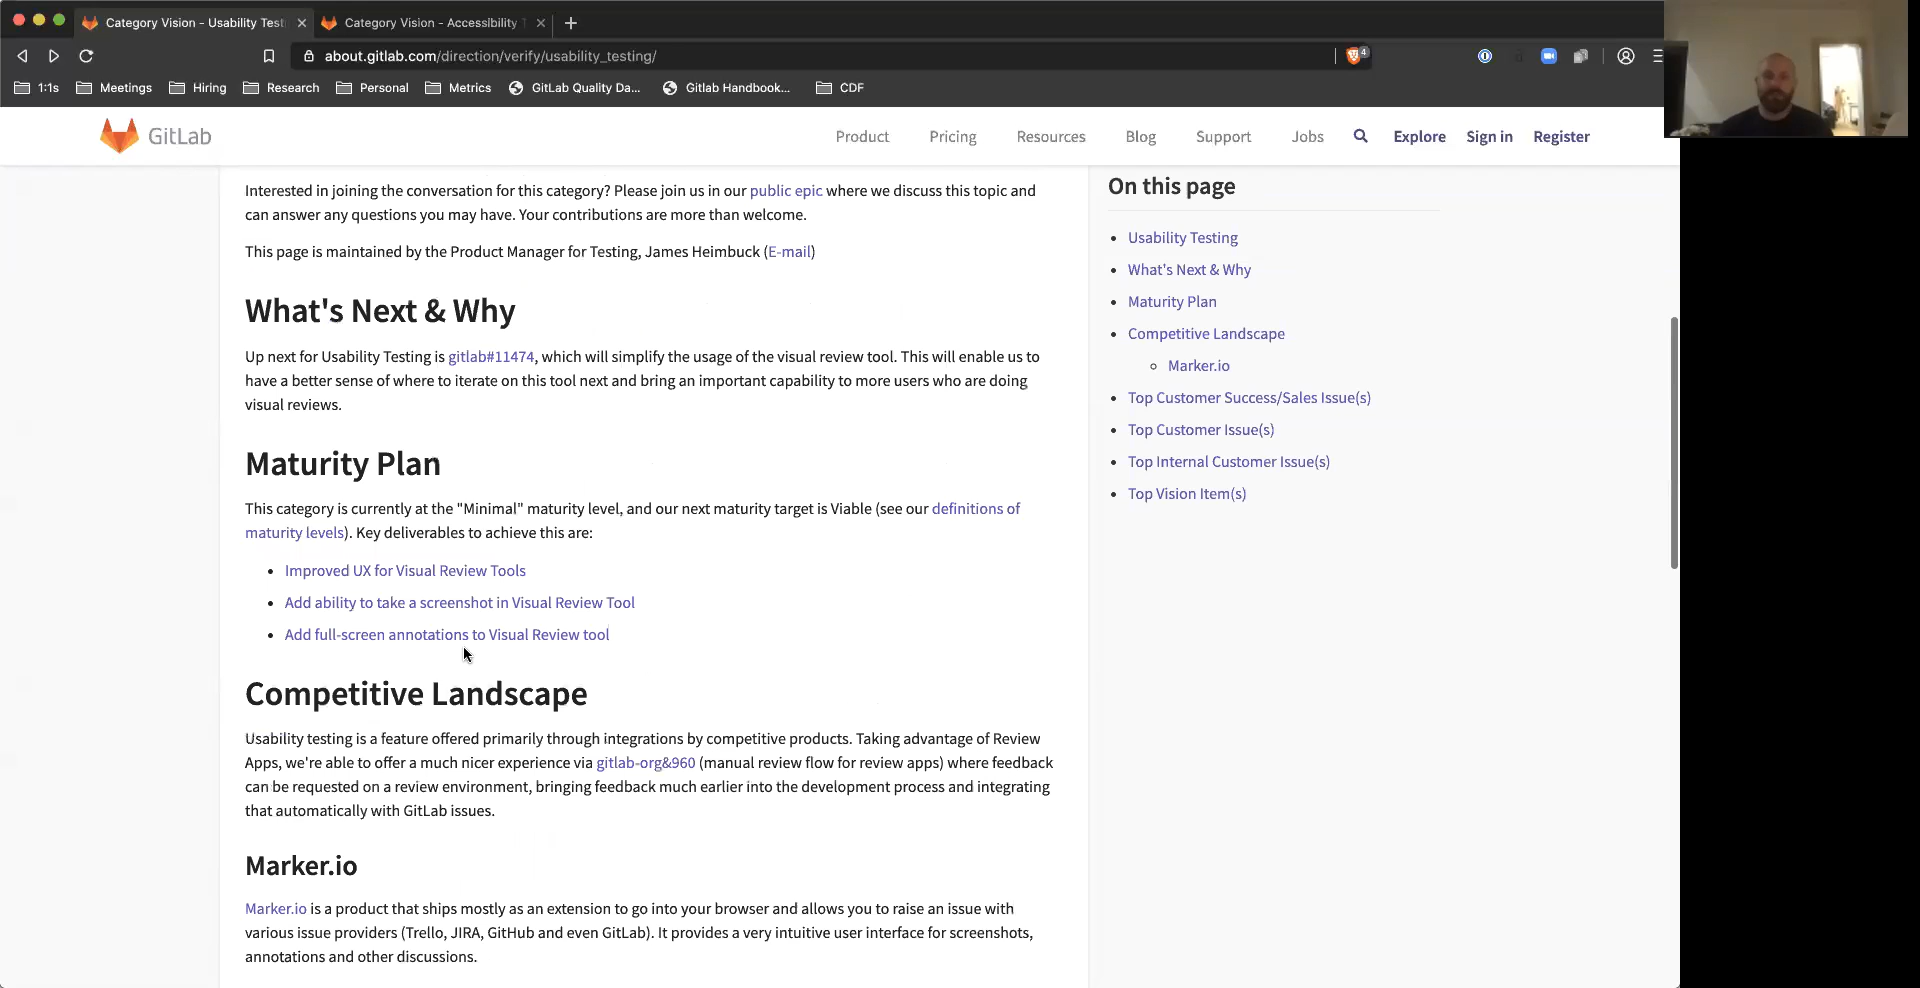 Category Vision - Usability Test
Category Vision - Accessibility T
about.gitlab.com/direction/verify/usability_testing/
4
1:1s
Meetings
Hiring
Research
Personal
Metrics
GitLab Quality Da...
Gitlab Handbook...
CDF
GitLab
Product
Pricing
Resources
Blog
Support
Jobs
Explore
Sign in
Register
Interested in joining the conversation for this category? Please join us in our public epic where we discuss this topic and
can answer any questions you may have. Your contributions are more than welcome.
This page is maintained by the Product Manager for Testing, James Heimbuck (E-mail)
What's Next & Why
Up next for Usability Testing is gitlab#11474, which will simplify the usage of the visual review tool. This will enable us to
have a better sense of where to iterate on this tool next and bring an important capability to more users who are doing
visual reviews.
Maturity Plan
This category is currently at the "Minimal" maturity level, and our next maturity target is Viable (see our definitions of
maturity levels). Key deliverables to achieve this are:
• Improved UX for Visual Review Tools
• Add ability to take a screenshot in Visual Review Tool
• Add full-screen annotations to Visual Review tool
Competitive Landscape
Usability testing is a feature offered primarily through integrations by competitive products. Taking advantage of Review
Apps, we're able to offer a much nicer experience via gitlab-org&960 (manual review flow for review apps) where feedback
can be requested on a review environment, bringing feedback much earlier into the development process and integrating
that automatically with GitLab issues.
Marker.io
Marker.io is a product that ships mostly as an extension to go into your browser and allows you to raise an issue with
various issue providers (Trello, JIRA, GitHub and even GitLab). It provides a very intuitive user interface for screenshots,
annotations and other discussions.
On this page
• Usability Testing
• What's Next & Why
• Maturity Plan
• Competitive Landscape
◦ Marker.io
• Top Customer Success/Sales Issue(s)
• Top Customer Issue(s)
• Top Internal Customer Issue(s)
• Top Vision Item(s)